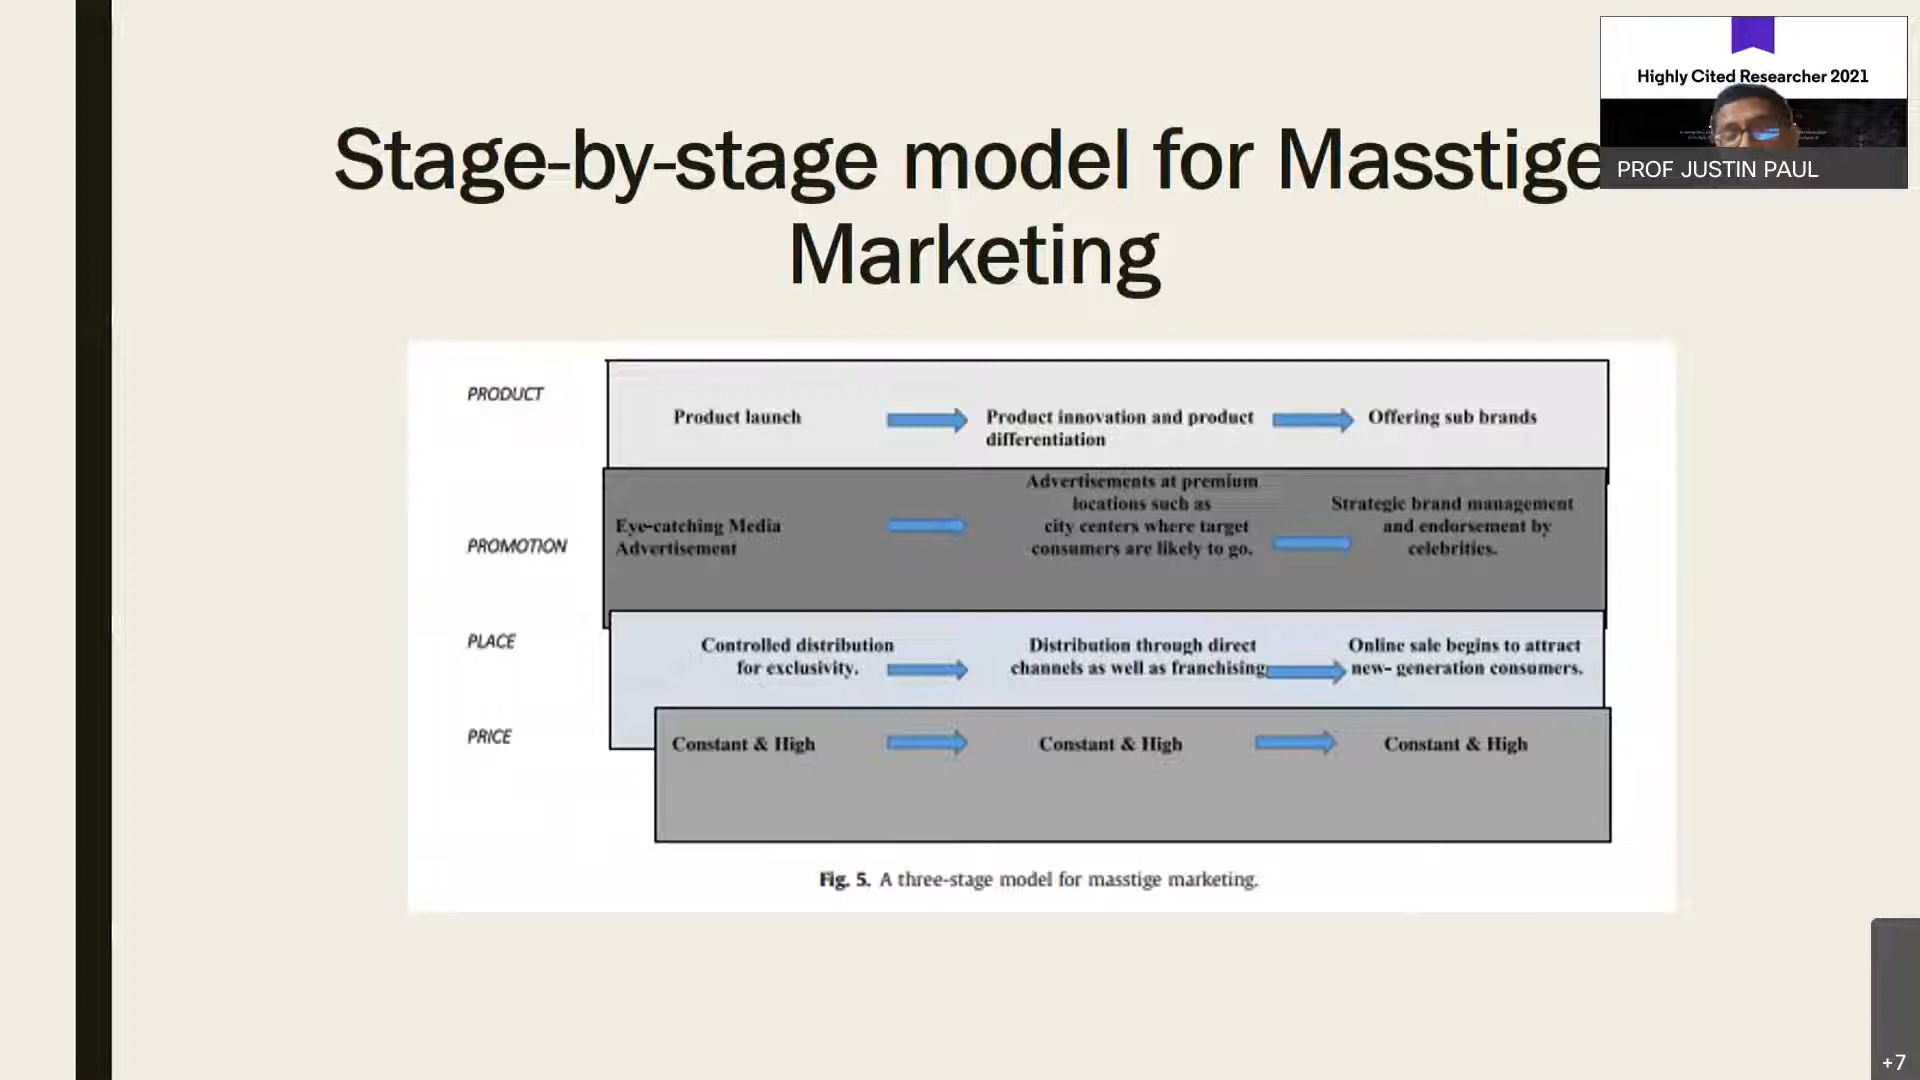 Highly Cited Researcher 2021
PROF JUSTIN PAUL
Stage-by-stage model for Masstige
Marketing
PRODUCT
Product launch
Product innovation and product
differentiation
Offering sub brands
PROMOTION
Eye-catching Media
Advertisement
Advertisements at premium
locations such as
city centers where target
consumers are likely to go.
Strategic brand management
and endorsement by
celebrities.
PLACE
Controlled distribution
for exclusivity.
Distribution through direct
channels as well as franchising
Online sale begins to attract
new- generation consumers.
PRICE
Constant & High
Constant & High
Constant & High
Fig. 5. A three-stage model for masstige marketing.
+7